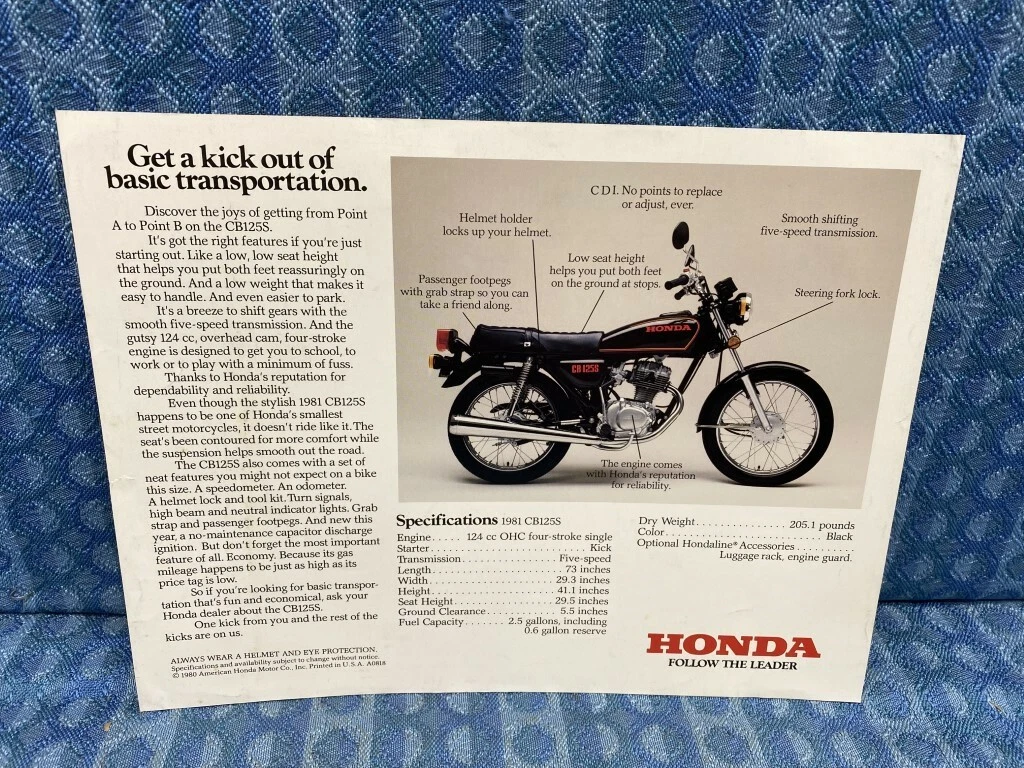 Get a kick out of
basic transportation.
Discover the joys of getting from Point
A to Point B on the CB125S.
It's got the right features if you're just
starting out. Like a low, low seat height
that helps you put both feet reassuringly on
the ground. And a low weight that makes it
easy to handle. And even easier to park.
It's a breeze to shift gears with the
smooth five-speed transmission. And the
gutsy 124 cc, overhead cam, four-stroke
engine is designed to get you to school, to
work or to play with a minimum of fuss.
Thanks to Honda's reputation for
dependability and reliability.
Even though the stylish 1981 CB125S
happens to be one of Honda's smallest
street motorcycles, it doesn't ride like it. The
seat's been contoured for more comfort while
the suspension helps smooth out the road.
The CB125S also comes with a set of
neat features you might not expect on a bike
this size. A speedometer. An odometer.
A helmet lock and tool kit. Turn signals,
high beam and neutral indicator lights. Grab
strap and passenger footpegs. And new this
year, a no-maintenance capacitor discharge
ignition. But don't forget the most important
feature of all. Economy. Because its gas
mileage happens to be just as high as its
price tag is low.
So if you're looking for basic transpor-
tation that's fun and economical, ask your
Honda dealer about the CB125S.
One kick from you and the rest of the
kicks are on us.
ALWAYS WEAR A HELMET AND EYE PROTECTION.
Specifications and availability subject to change without notice.
© 1980 American Honda Motor Co., Inc. Printed in U.S.A. A0818
C D I. No points to replace
or adjust, ever.
Helmet holder
locks up your helmet.
Smooth shifting
five-speed transmission.
Low seat height
helps you put both feet
on the ground at stops.
Passenger footpegs
with grab strap so you can
take a friend along.
Steering fork lock.
HONDA
CB125S
The engine comes
with Honda's reputation
for reliability.
Specifications 1981 CB125S
Engine..... 124 cc OHC four-stroke single
Starter........................ Kick
Transmission............... Five-speed
Length.................... 73 inches
Width.................... 29.3 inches
Height.................... 41.1 inches
Seat Height............... 29.5 inches
Ground Clearance........... 5.5 inches
Fuel Capacity....... 2.5 gallons, including
0.6 gallon reserve
Dry Weight............... 205.1 pounds
Color......................... Black
Optional Hondaline® Accessories.........
Luggage rack, engine guard.
HONDA
FOLLOW THE LEADER